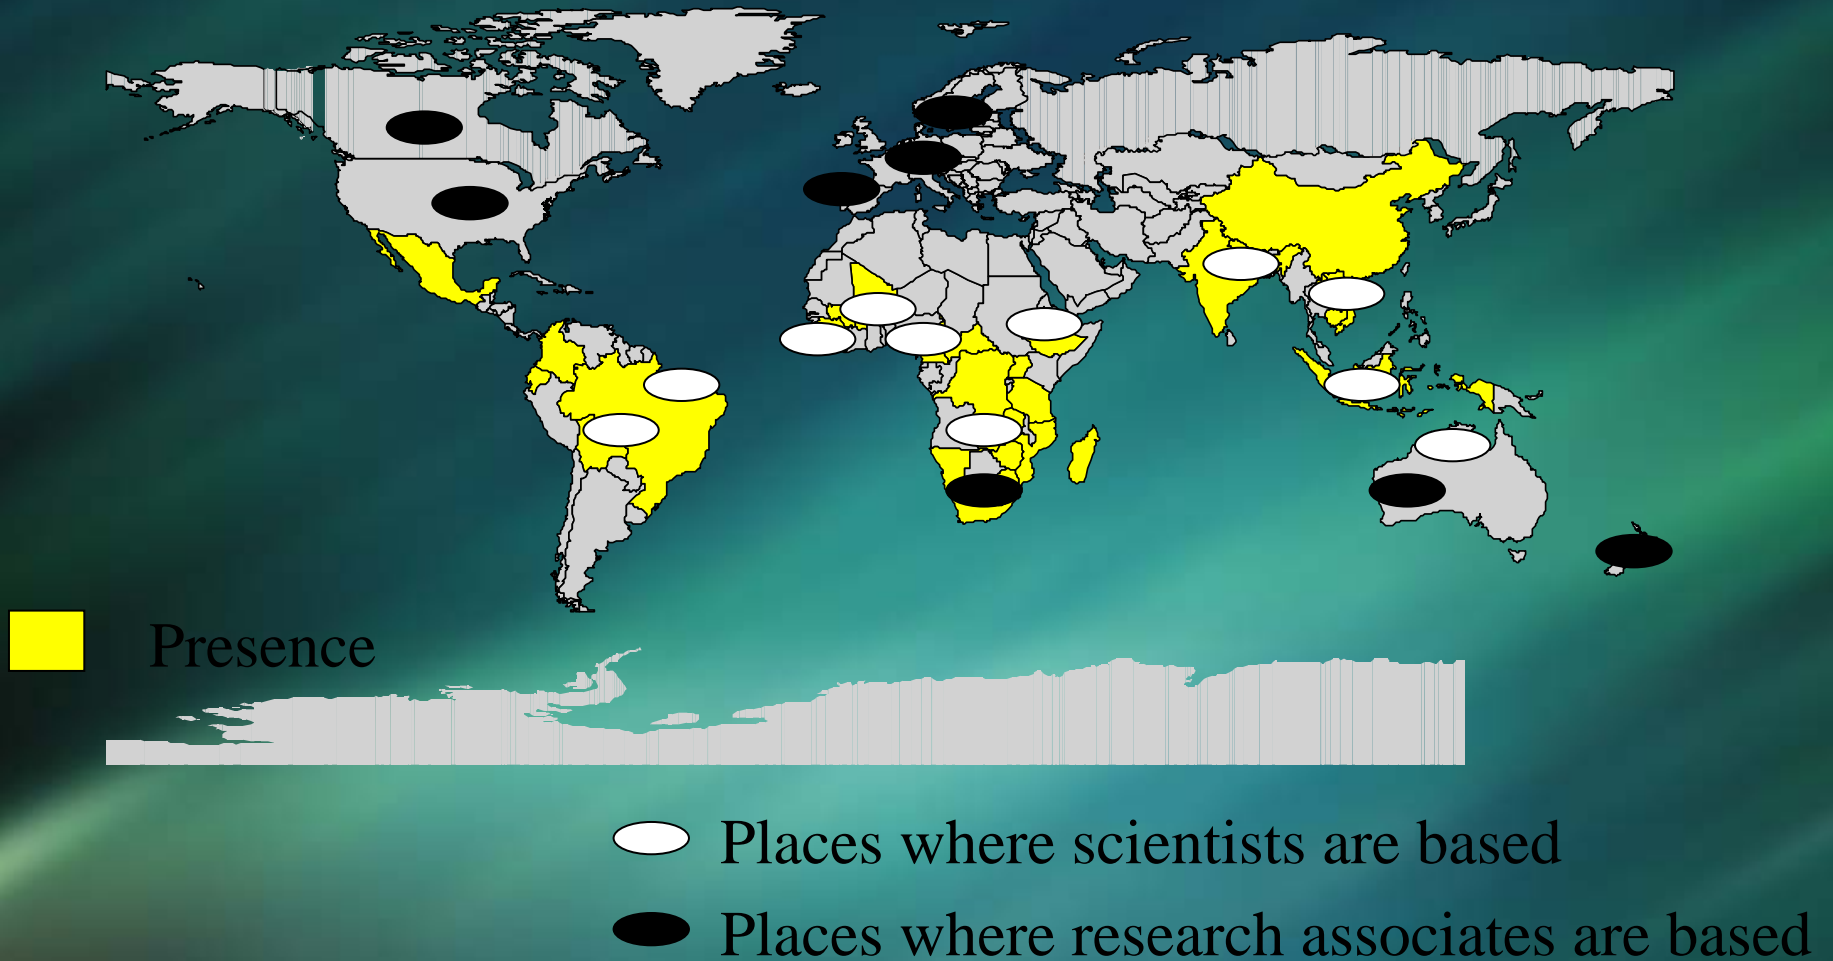 Presence
Places where scientists are based
Places where research associates are based